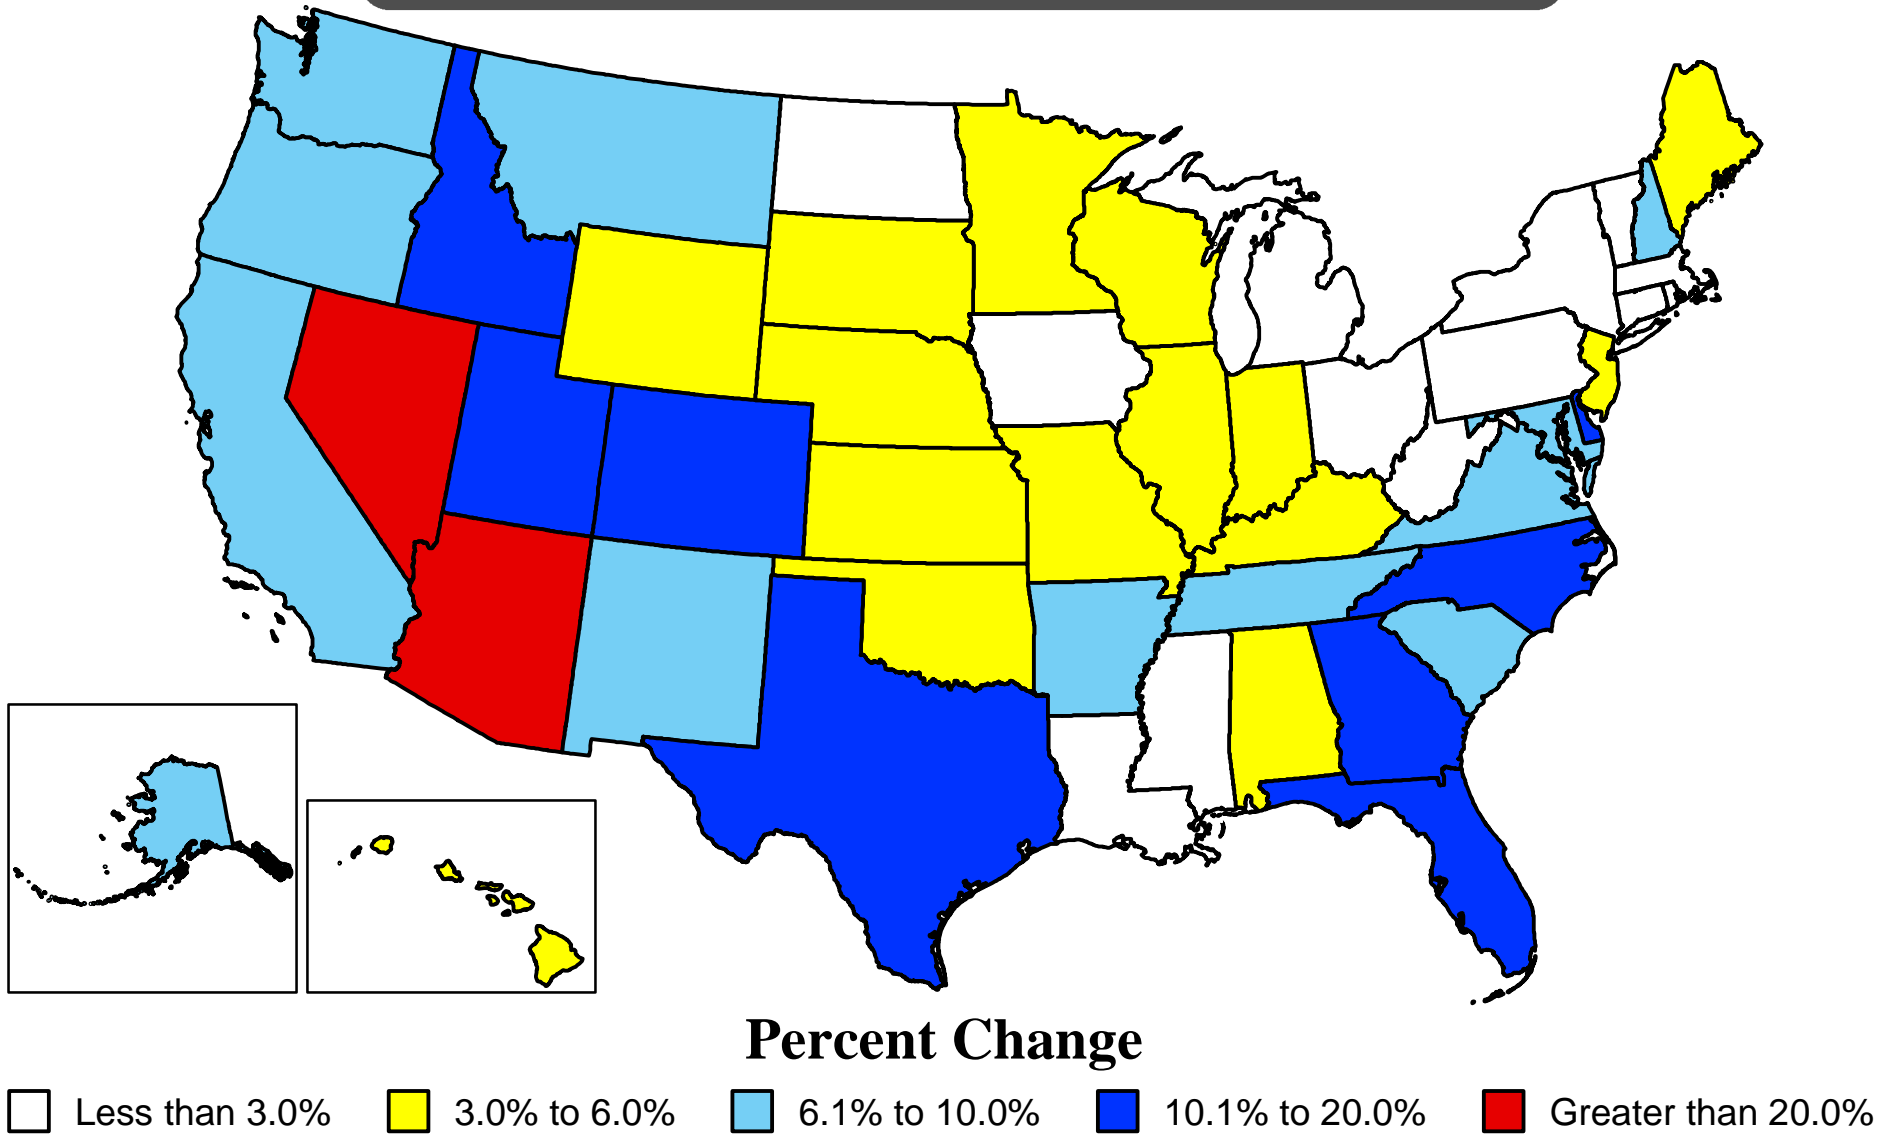 Percent Change
Less than 3.0%
3.0% to 6.0%
6.1% to 10.0%
10.1% to 20.0%
Greater than 20.0%